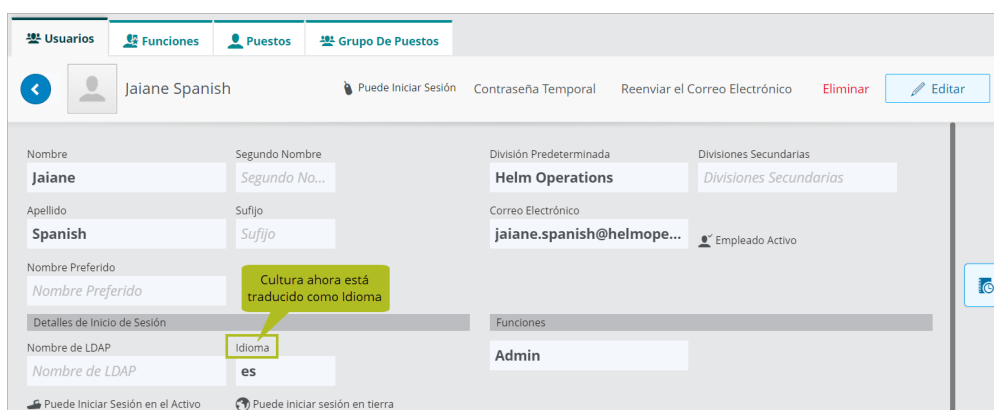 Usuarios Funciones Puestos Grupo De Puestos
Jaiane Spanish Puede Iniciar Sesión Contraseña Temporal Reenviar el Correo Electrónico Eliminar Editar
Nombre Segundo Nombre División Predeterminada Divisiones Secundarias
Jaiane Segundo No... Helm Operations Divisiones Secundarias
Apellido Sufijo Correo Electrónico
Spanish Sufijo jaiane.spanish@helmope... Empleado Activo
Nombre Preferido
Nombre Preferido
Cultura ahora está
traducido como Idioma
Detalles de Inicio de Sesión Funciones
Nombre de LDAP Idioma
Nombre de LDAP es Admin
Puede Iniciar Sesión en el Activo Puede iniciar sesión en tierra